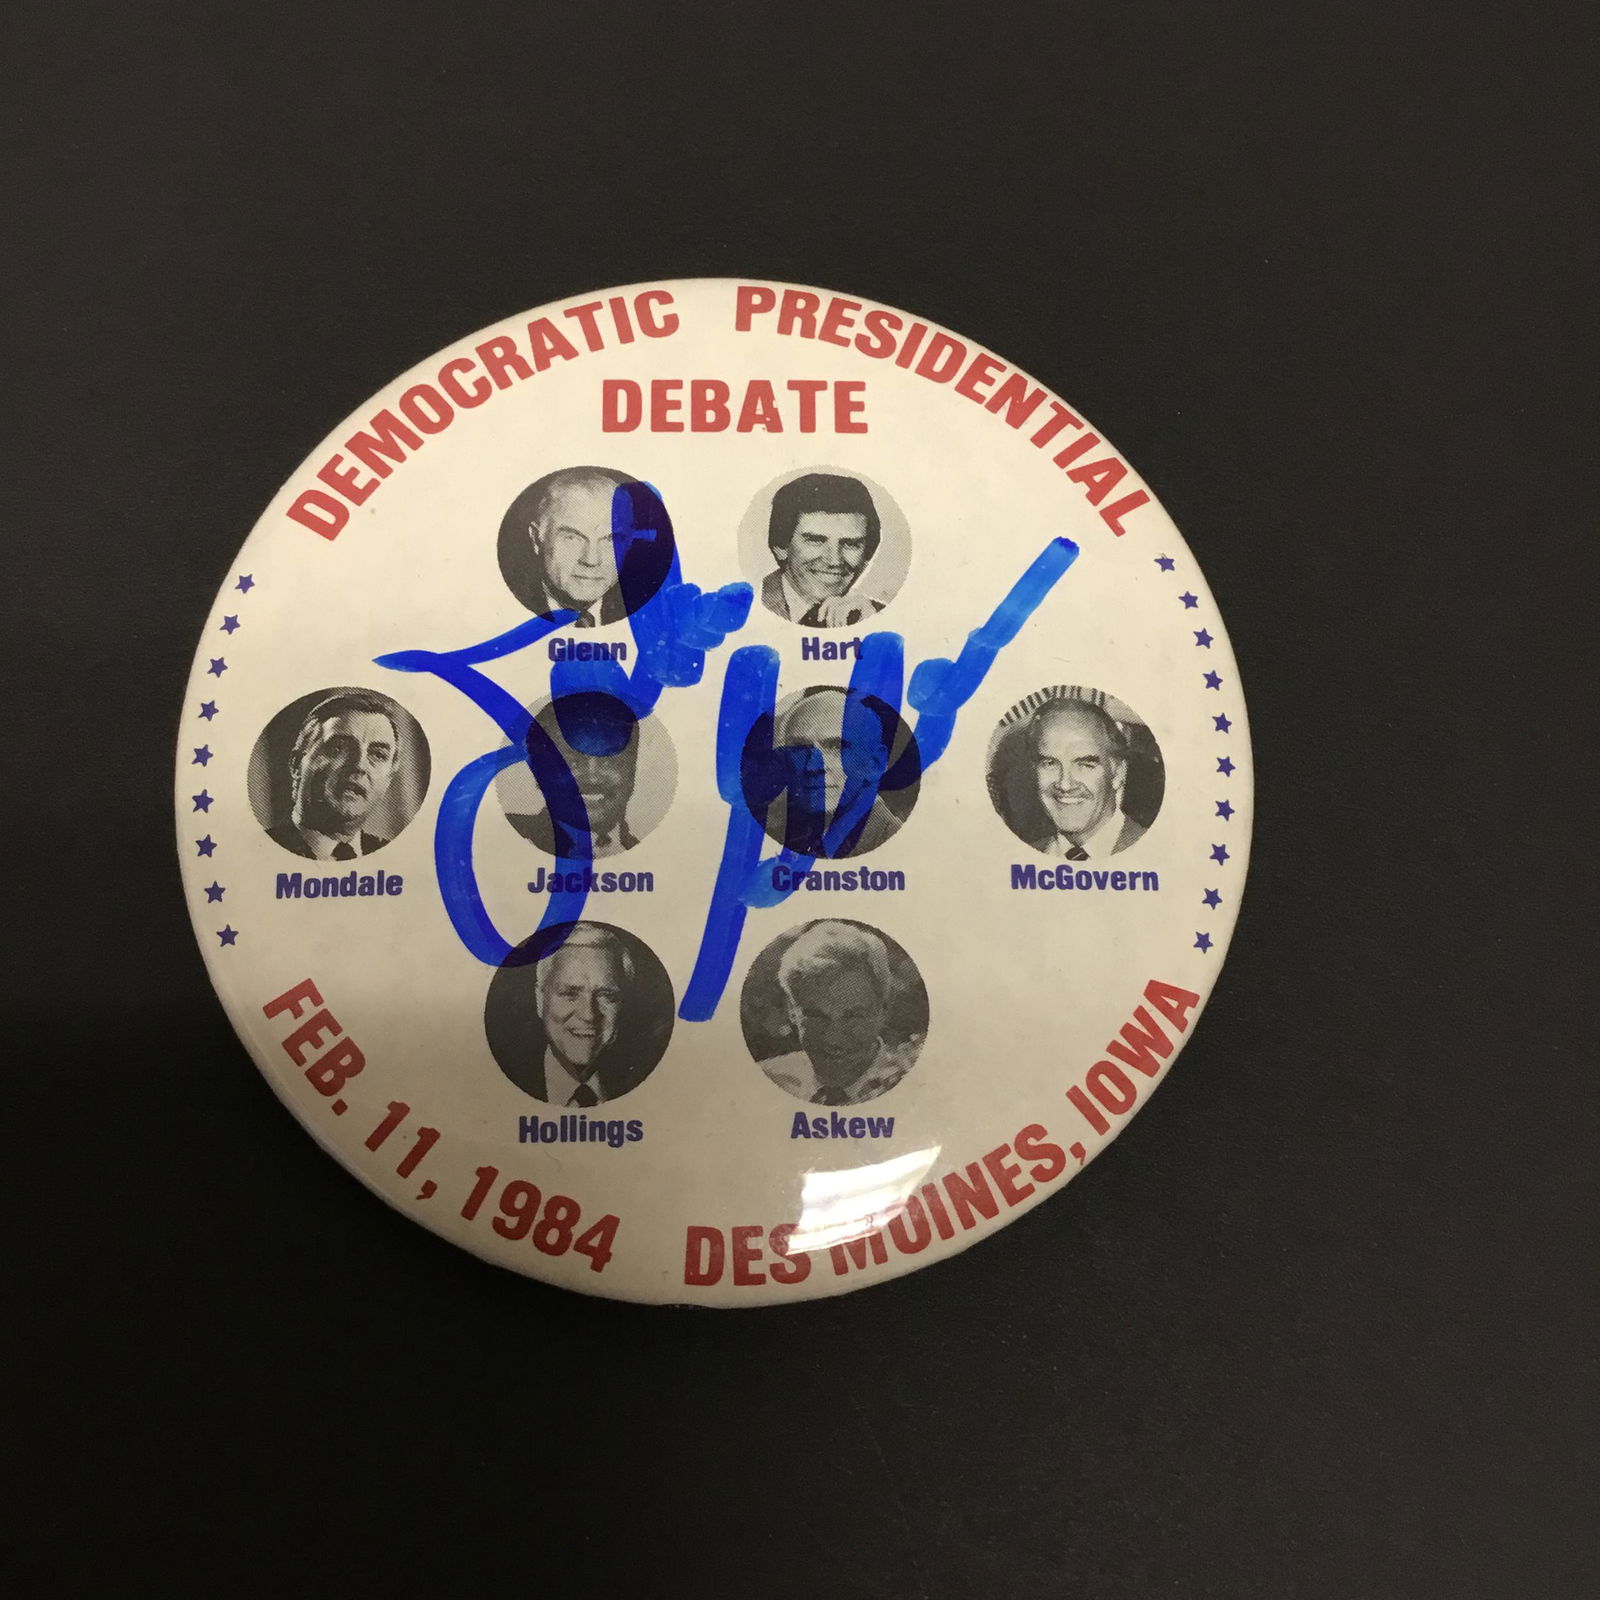 DEMOCRATIC PRESIDENTIAL
DEBATE
Glenn Hart
Mondale Jackson Cranston McGovern
Hollings Askew
FEB. 11, 1984 DES MOINES, IOWA